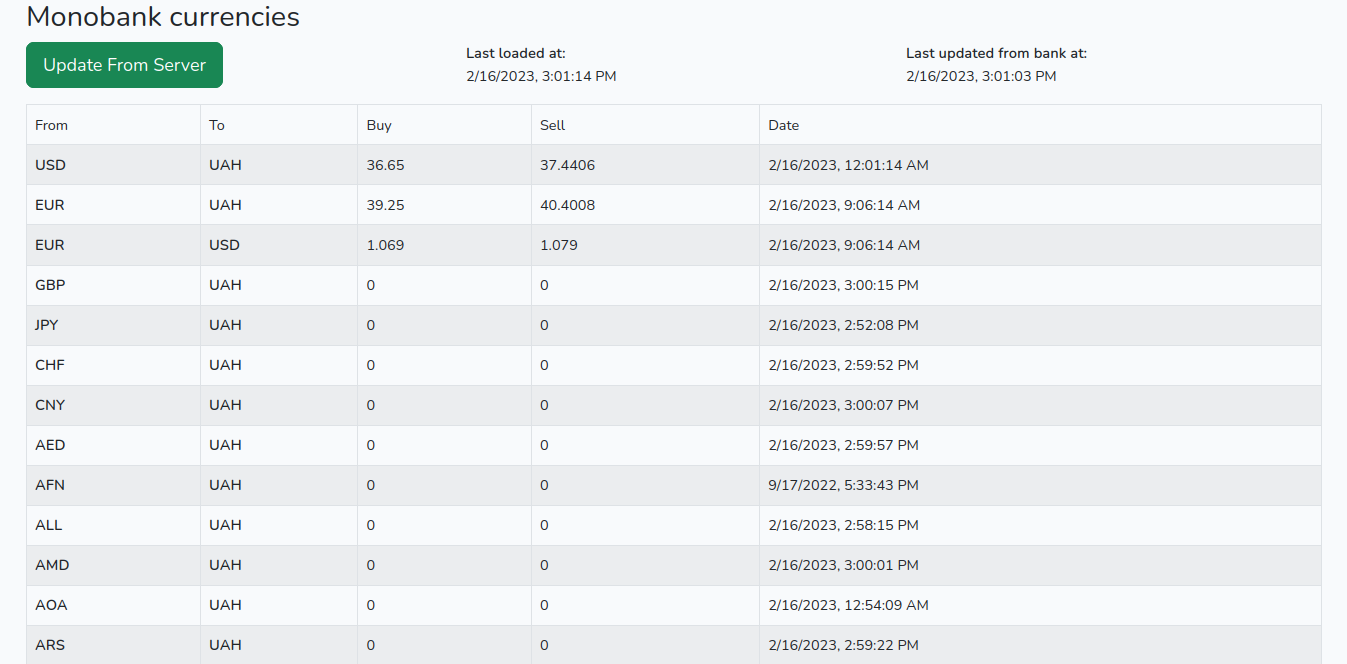 Monobank currencies
Update From Server
Last loaded at:
2/16/2023, 3:01:14 PM
Last updated from bank at:
2/16/2023, 3:01:03 PM
From To Buy Sell Date
USD UAH 36.65 37.4406 2/16/2023, 12:01:14 AM
EUR UAH 39.25 40.4008 2/16/2023, 9:06:14 AM
EUR USD 1.069 1.079 2/16/2023, 9:06:14 AM
GBP UAH 0 0 2/16/2023, 3:00:15 PM
JPY UAH 0 0 2/16/2023, 2:52:08 PM
CHF UAH 0 0 2/16/2023, 2:59:52 PM
CNY UAH 0 0 2/16/2023, 3:00:07 PM
AED UAH 0 0 2/16/2023, 2:59:57 PM
AFN UAH 0 0 9/17/2022, 5:33:43 PM
ALL UAH 0 0 2/16/2023, 2:58:15 PM
AMD UAH 0 0 2/16/2023, 3:00:01 PM
AOA UAH 0 0 2/16/2023, 12:54:09 AM
ARS UAH 0 0 2/16/2023, 2:59:22 PM